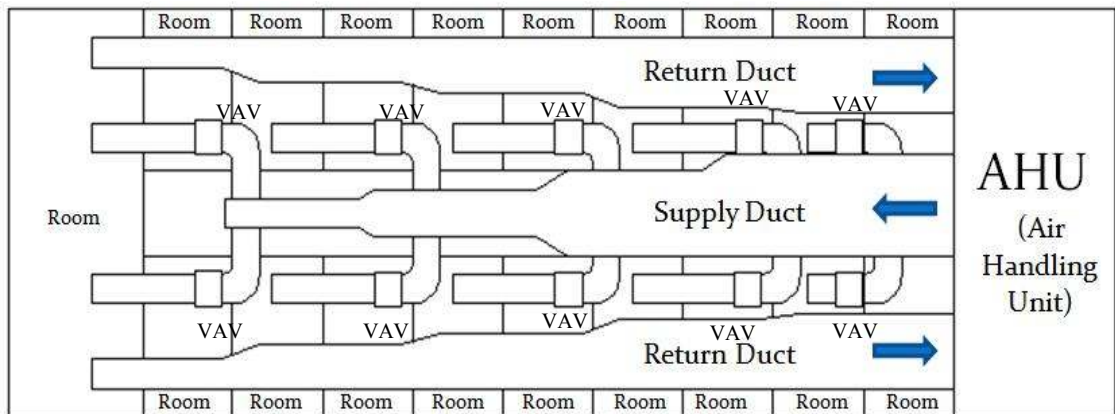 Room Room Room Room Room Room Room Room Room
Return Duct
VAV VAV VAV VAV VAV
AHU
Room
Supply Duct
(Air
Handling
Unit)
VAV VAV VAV VAV VAV
Return Duct
Room Room Room Room Room Room Room Room Room